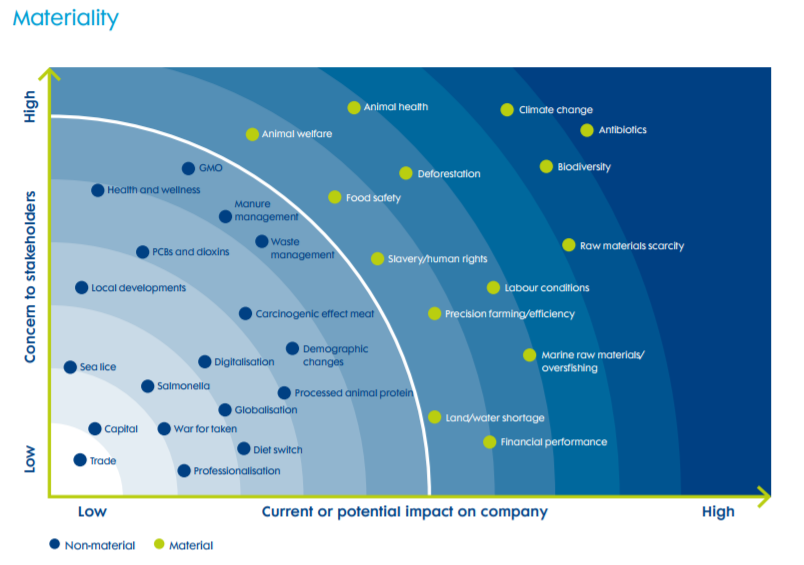 Materiality
High
Concern to stakeholders
Low
Animal health
Climate change
Antibiotics
Animal welfare
Biodiversity
GMO
Deforestation
Health and wellness
Food safety
Manure
management
Waste
management
PCBs and dioxins
Raw materials scarcity
Slavery/human rights
Local developments
Labour conditions
Carcinogenic effect meat
Precision farming/efficiency
Demographic
changes
Marine raw materials/
oversfishing
Digitalisation
Sea lice
Salmonella
Processed animal protein
Globalisation
Land/water shortage
Capital
War for taken
Financial performance
Diet switch
Trade
Professionalisation
Low
Current or potential impact on company
High
Non-material
Material